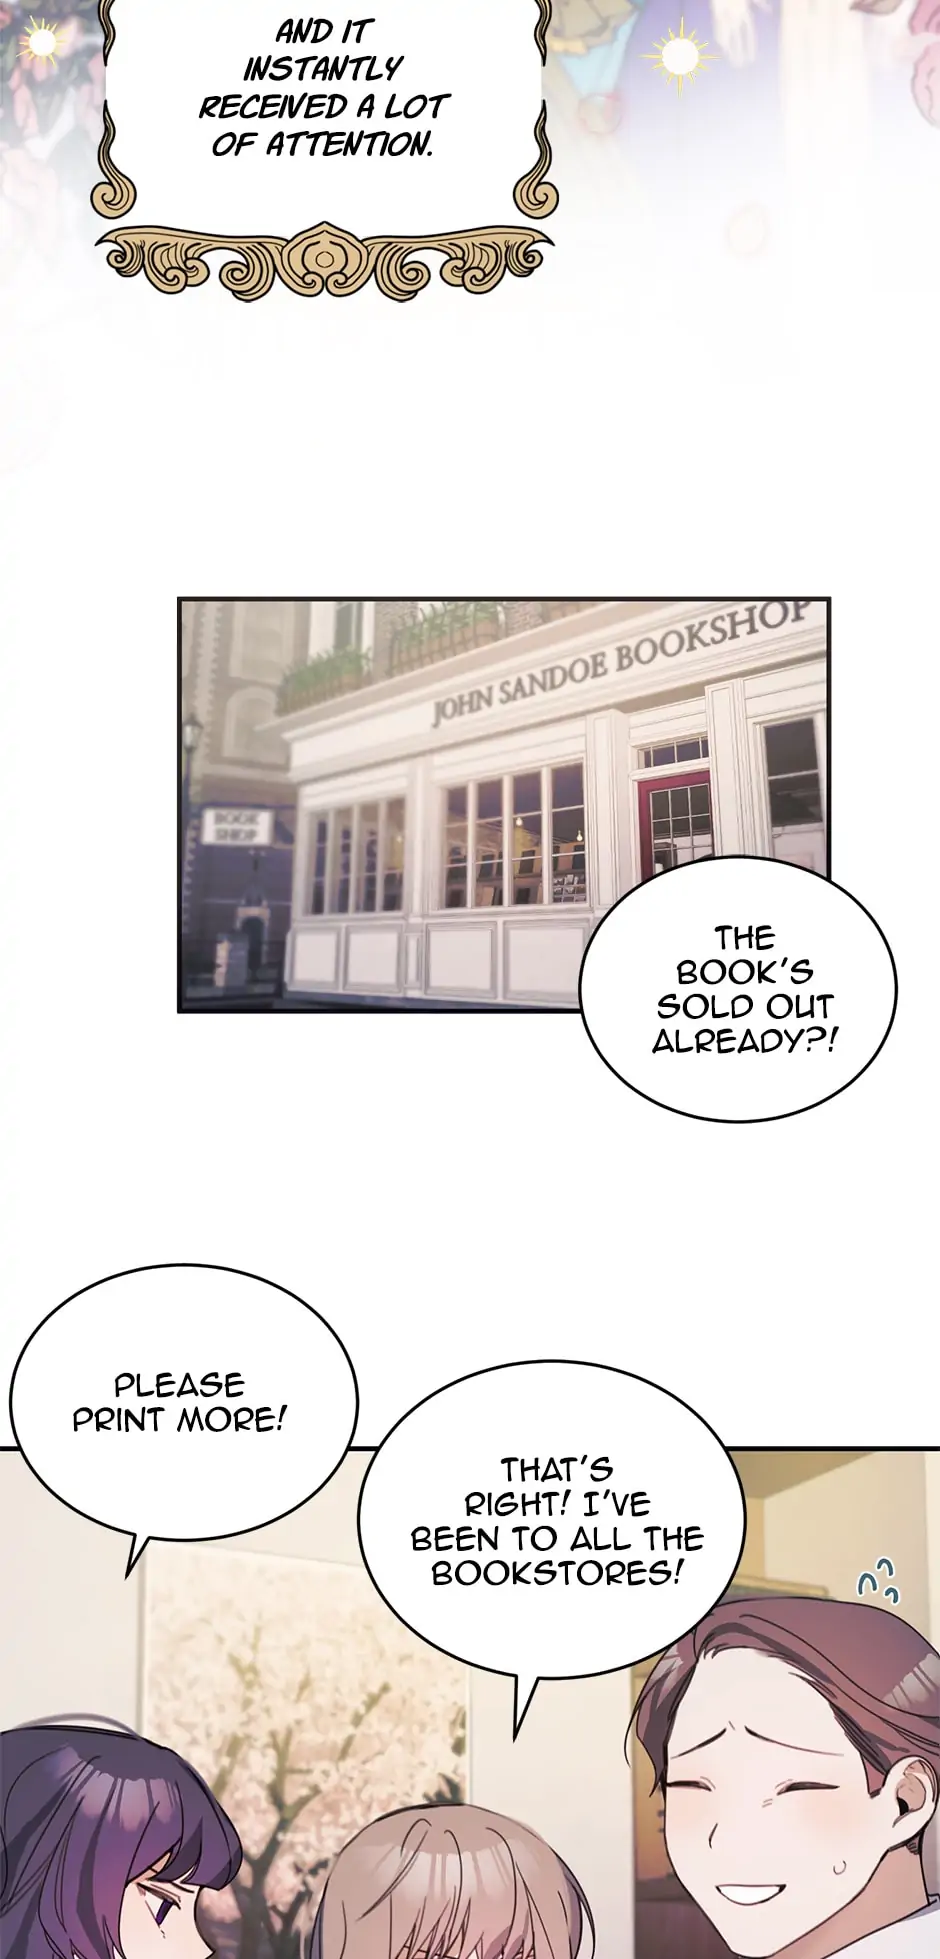 AND IT
INSTANTLY
RECEIVED A LOT
OF ATTENTION.
JOHN SANDOE BOOKSHOP
BOOK
SHOP
THE
BOOK'S
SOLD OUT
ALREADY?!
PLEASE
PRINT MORE!
THAT'S
RIGHT! I'VE
BEEN TO ALL THE
BOOKSTORES!